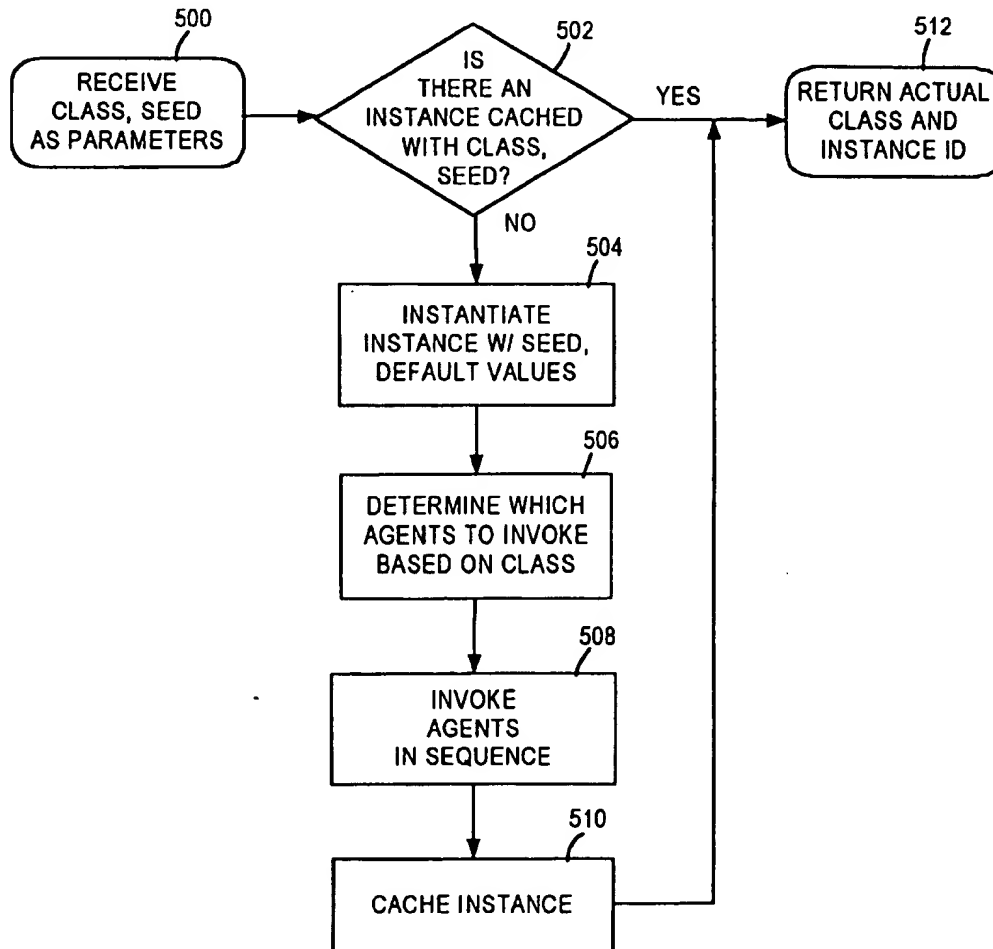 500
RECEIVE
CLASS, SEED
AS PARAMETERS
502
IS
THERE AN
INSTANCE CACHED
WITH CLASS,
SEED?
YES
512
RETURN ACTUAL
CLASS AND
INSTANCE ID
NO
504
INSTANTIATE
INSTANCE W/ SEED,
DEFAULT VALUES
506
DETERMINE WHICH
AGENTS TO INVOKE
BASED ON CLASS
508
INVOKE
AGENTS
IN SEQUENCE
510
CACHE INSTANCE